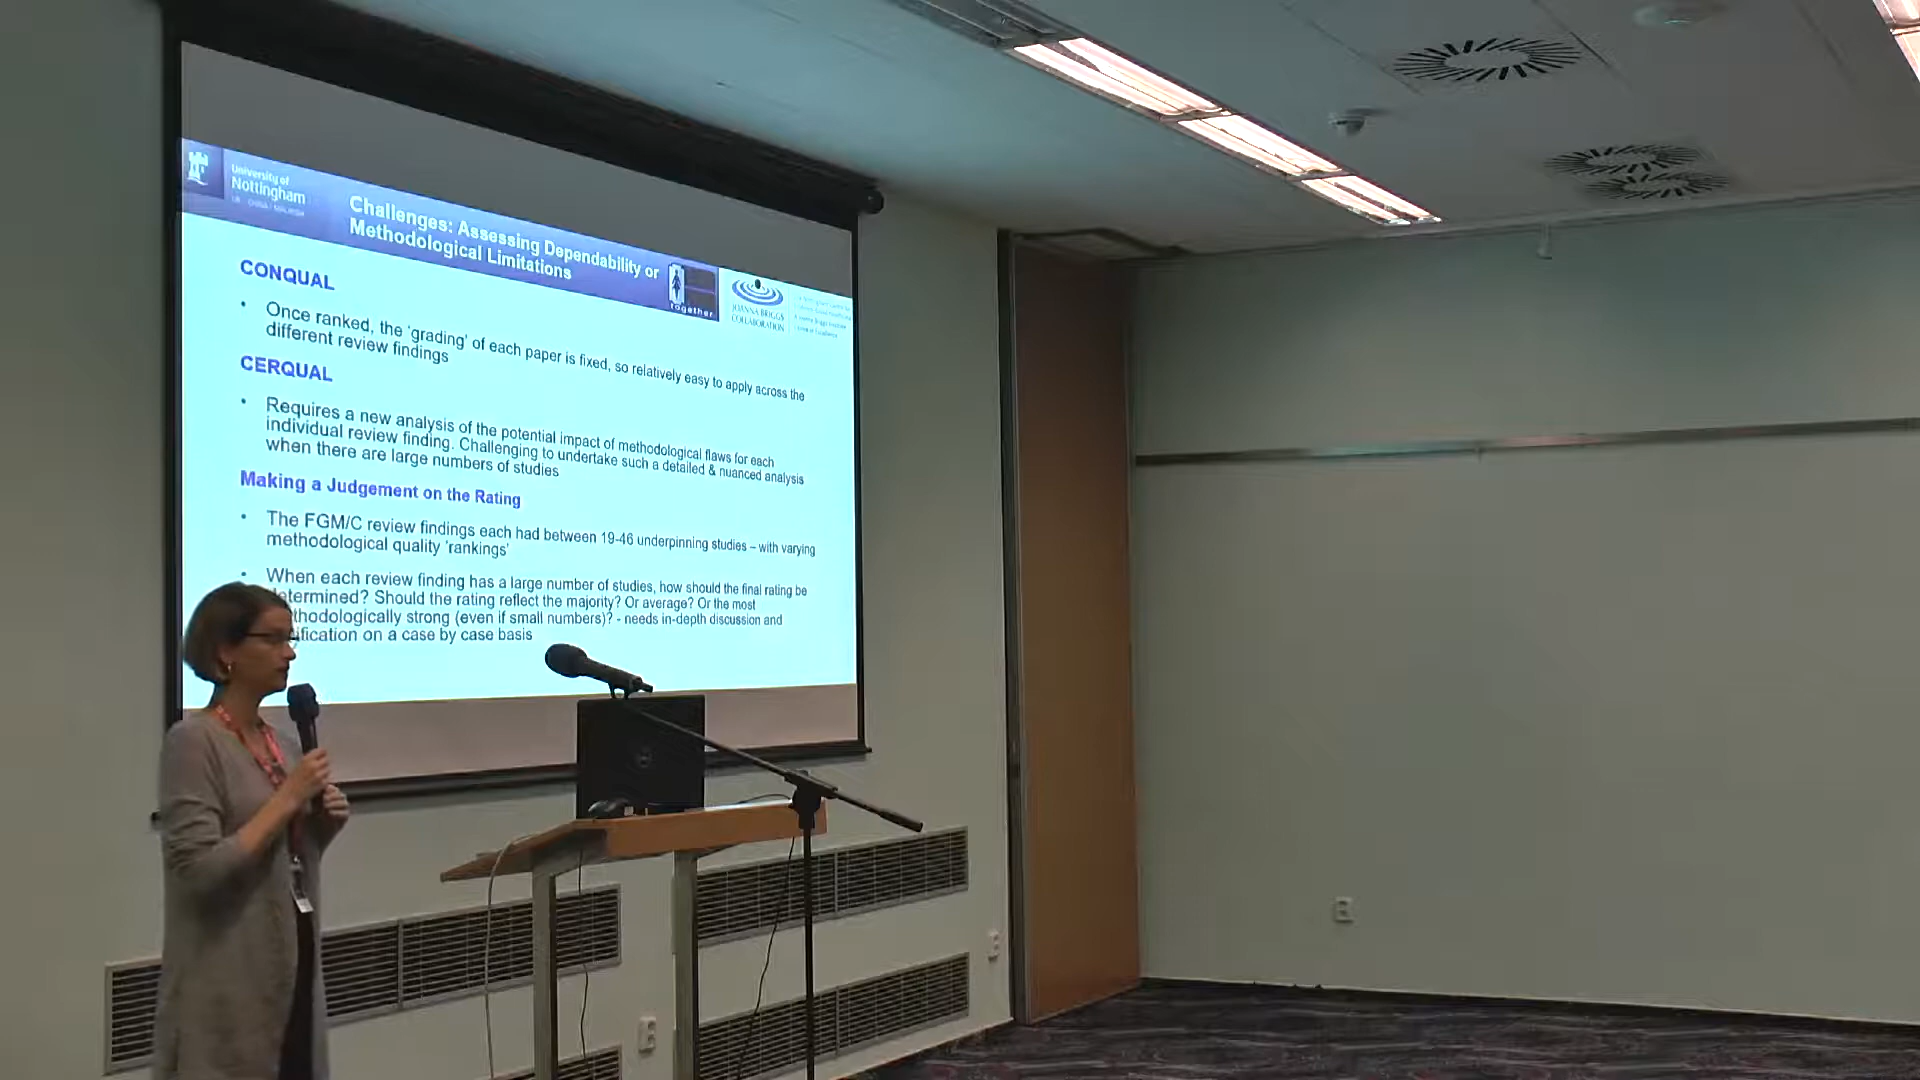 University of
Nottingham
UK · CHINA · MALAYSIA
Challenges: Assessing Dependability or
Methodological Limitations
together
JOANNA BRIGGS
COLLABORATION
CONQUAL
• Once ranked, the ‘grading’ of each paper is fixed, so relatively easy to apply across the
different review findings
CERQUAL
• Requires a new analysis of the potential impact of methodological flaws for each
individual review finding. Challenging to undertake such a detailed & nuanced analysis
when there are large numbers of studies
Making a Judgement on the Rating
• The FGM/C review findings each had between 19-46 underpinning studies – with varying
methodological quality ‘rankings’
• When each review finding has a large number of studies, how should the final rating be
etermined? Should the rating reflect the majority? Or average? Or the most
thodologically strong (even if small numbers)? - needs in-depth discussion and
ification on a case by case basis